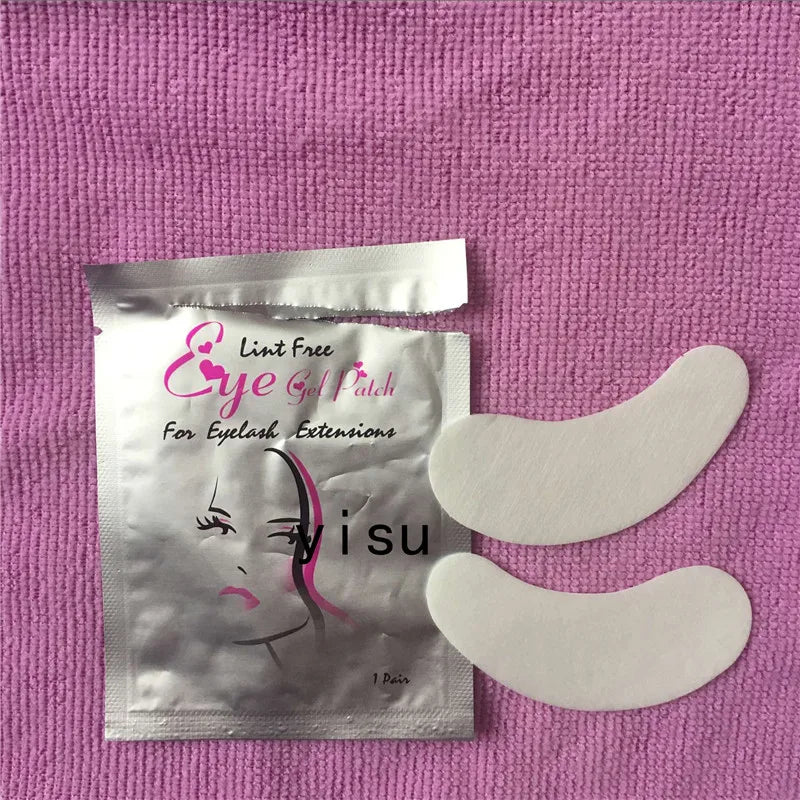 Lint Free
Eye Gel Patch
For Eyelash Extensions
yisu
1 Pair